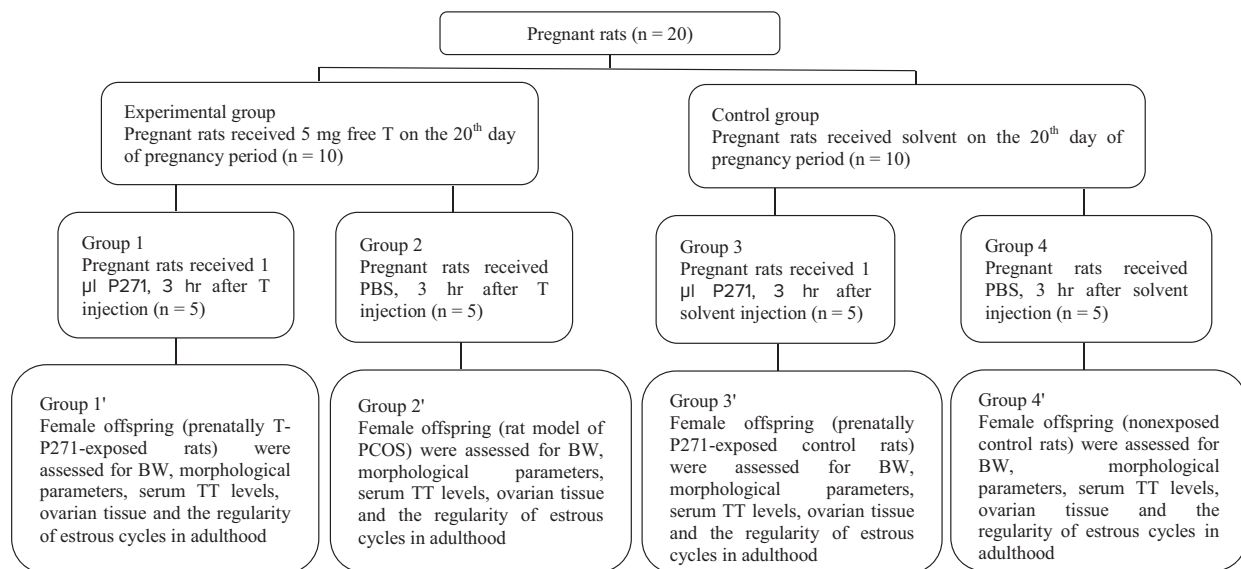 Pregnant rats (n = 20)
Experimental group
Pregnant rats received 5 mg free T on the 20th day
of pregnancy period (n = 10)
Control group
Pregnant rats received solvent on the 20th day of
pregnancy period (n = 10)
Group 1
Pregnant rats received 1
µl P271, 3 hr after T
injection (n = 5)
Group 2
Pregnant rats received
PBS, 3 hr after T
injection (n = 5)
Group 3
Pregnant rats received 1
µl P271, 3 hr after
solvent injection (n = 5)
Group 4
Pregnant rats received
PBS, 3 hr after solvent
injection (n = 5)
Group 1'
Female offspring (prenatally T-
P271-exposed rats) were
assessed for BW, morphological
parameters, serum TT levels,
ovarian tissue and the regularity
of estrous cycles in adulthood
Group 2'
Female offspring (rat model of
PCOS) were assessed for BW,
morphological parameters,
serum TT levels, ovarian tissue
and the regularity of estrous
cycles in adulthood
Group 3'
Female offspring (prenatally
P271-exposed control rats)
were assessed for BW,
morphological parameters,
serum TT levels, ovarian tissue
and the regularity of estrous
cycles in adulthood
Group 4'
Female offspring (nonexposed
control rats) were assessed for
BW, morphological
parameters, serum TT levels,
ovarian tissue and the
regularity of estrous cycles in
adulthood